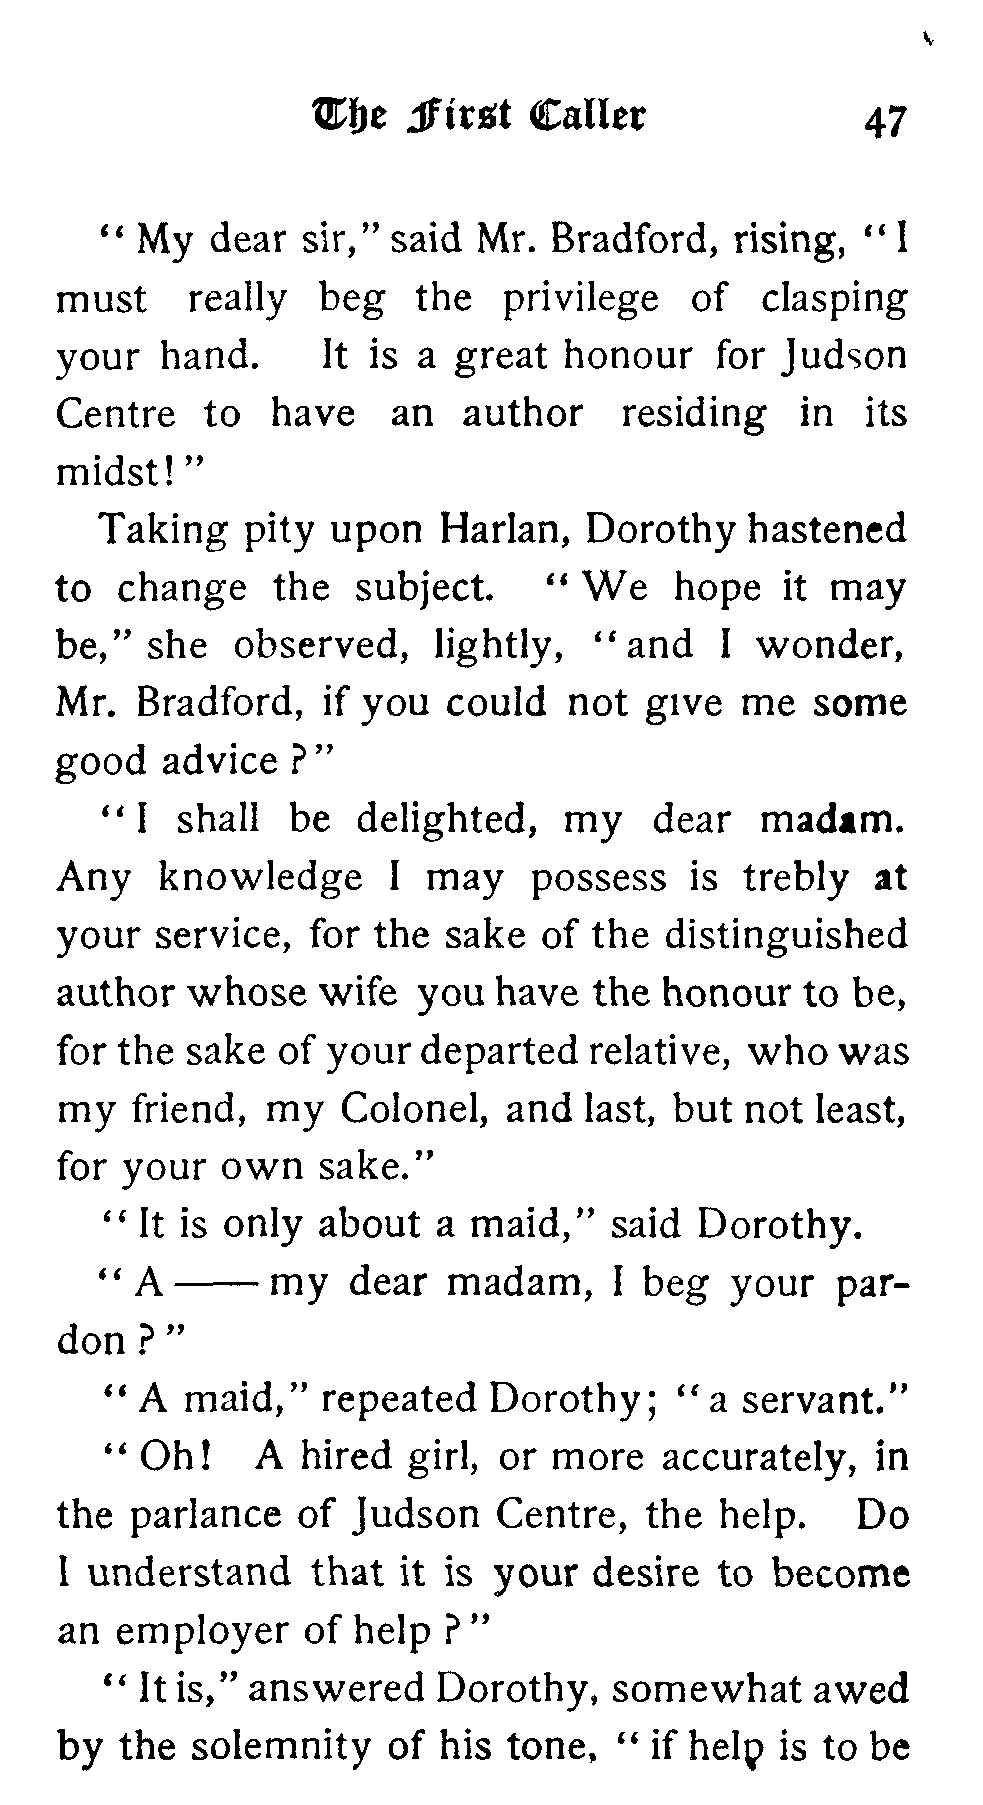 The First Caller 47
“ My dear sir,” said Mr. Bradford, rising, “ I
must really beg the privilege of clasping
your hand. It is a great honour for Judson
Centre to have an author residing in its
midst! ”
Taking pity upon Harlan, Dorothy hastened
to change the subject. “ We hope it may
be,” she observed, lightly, “ and I wonder,
Mr. Bradford, if you could not give me some
good advice ? ”
“ I shall be delighted, my dear madam.
Any knowledge I may possess is trebly at
your service, for the sake of the distinguished
author whose wife you have the honour to be,
for the sake of your departed relative, who was
my friend, my Colonel, and last, but not least,
for your own sake.”
“ It is only about a maid,” said Dorothy.
“ A —— my dear madam, I beg your par-
don ? ”
“ A maid,” repeated Dorothy; “ a servant.”
“ Oh! A hired girl, or more accurately, in
the parlance of Judson Centre, the help. Do
I understand that it is your desire to become
an employer of help ? ”
“ It is,” answered Dorothy, somewhat awed
by the solemnity of his tone, “ if help is to be